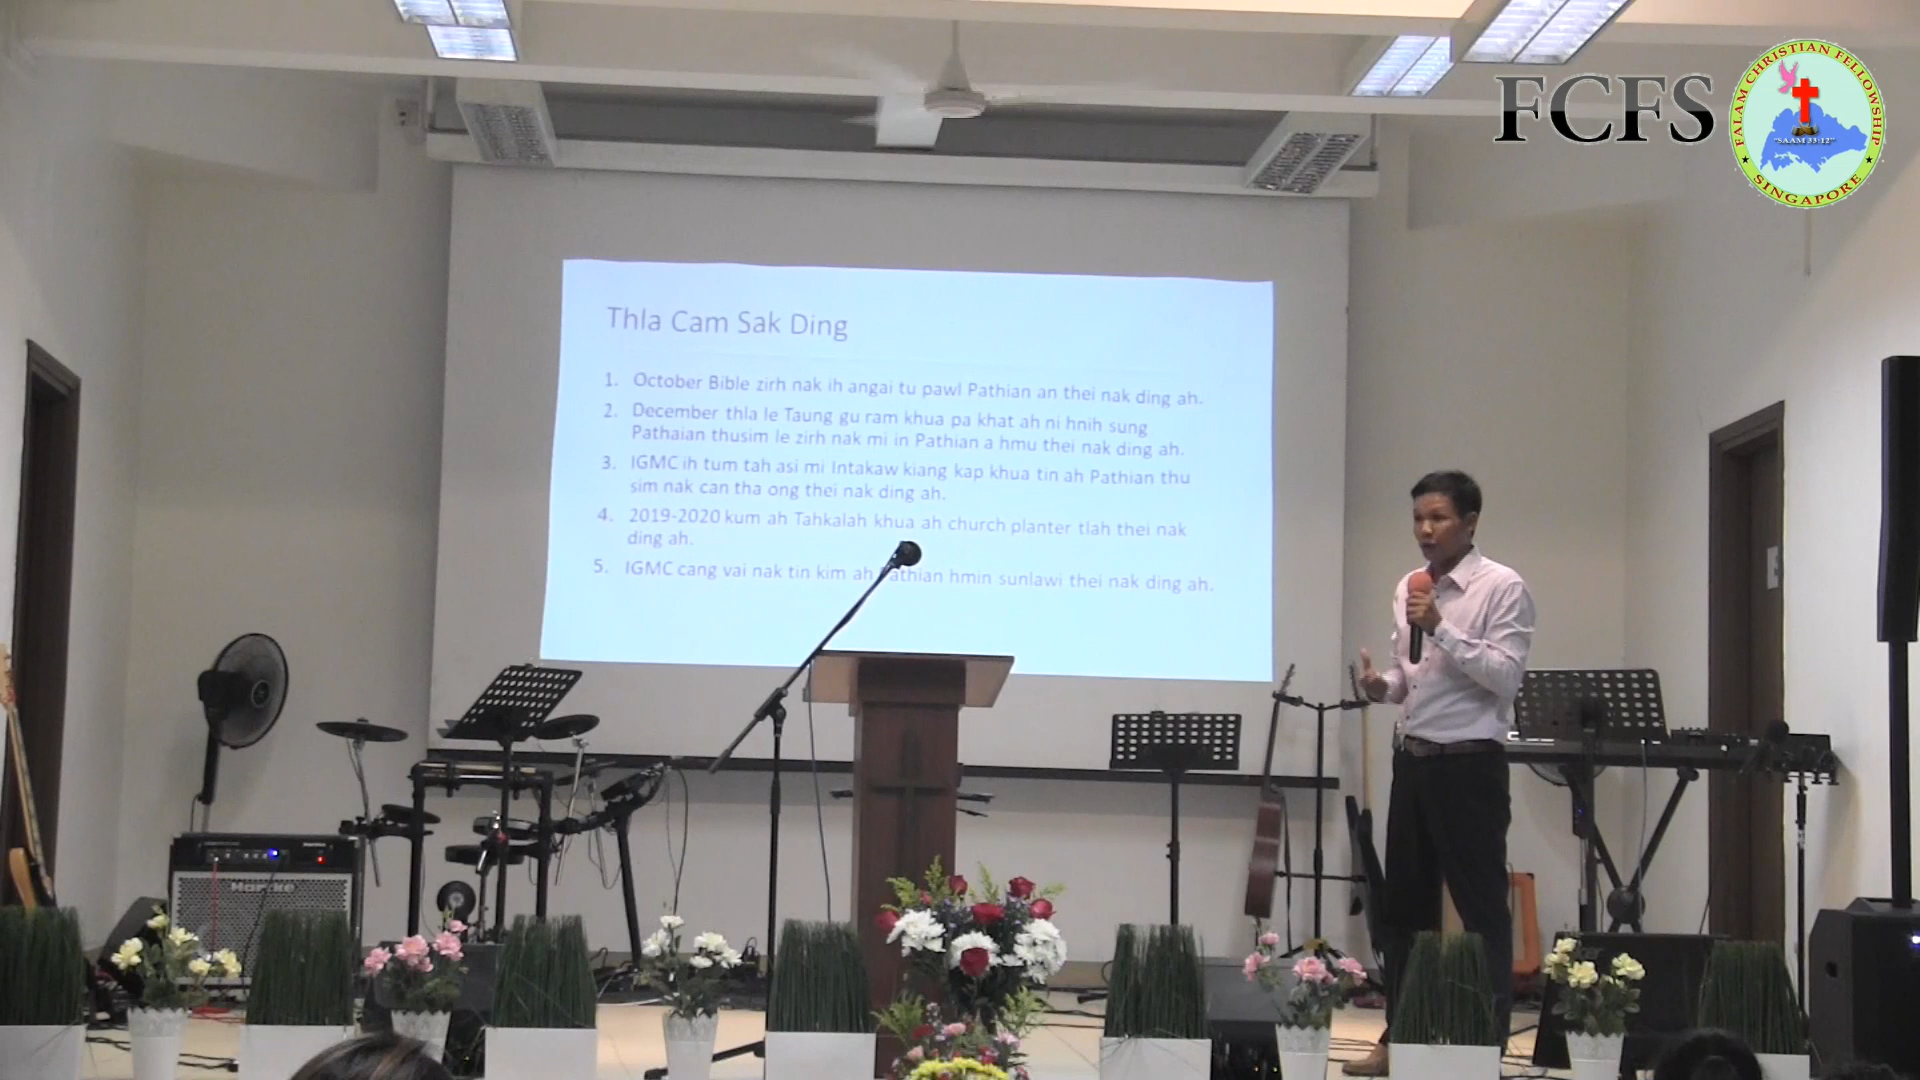 FCFS
FALAM CHRISTIAN FELLOWSHIP
"SAAM 33:12"
SINGAPORE
Thla Cam Sak Ding
1. October Bible zirh nak ih angai tu pawl Pathian an thei nak ding ah.
2. December thla le Taung gu ram khua pa khat ah ni hnih sung
Pathaian thusim le zirh nak mi in Pathian a hmu thei nak ding ah.
3. IGMC ih tum tah asi mi Intakaw kiang kap khua tin ah Pathian thu
sim nak can tha ong thei nak ding ah.
4. 2019-2020 kum ah Tahkalah khua ah church planter tlah thei nak
ding ah.
5. IGMC cang vai nak tin kim ah Pathian hmin sunlawi thei nak ding ah.
Hartke